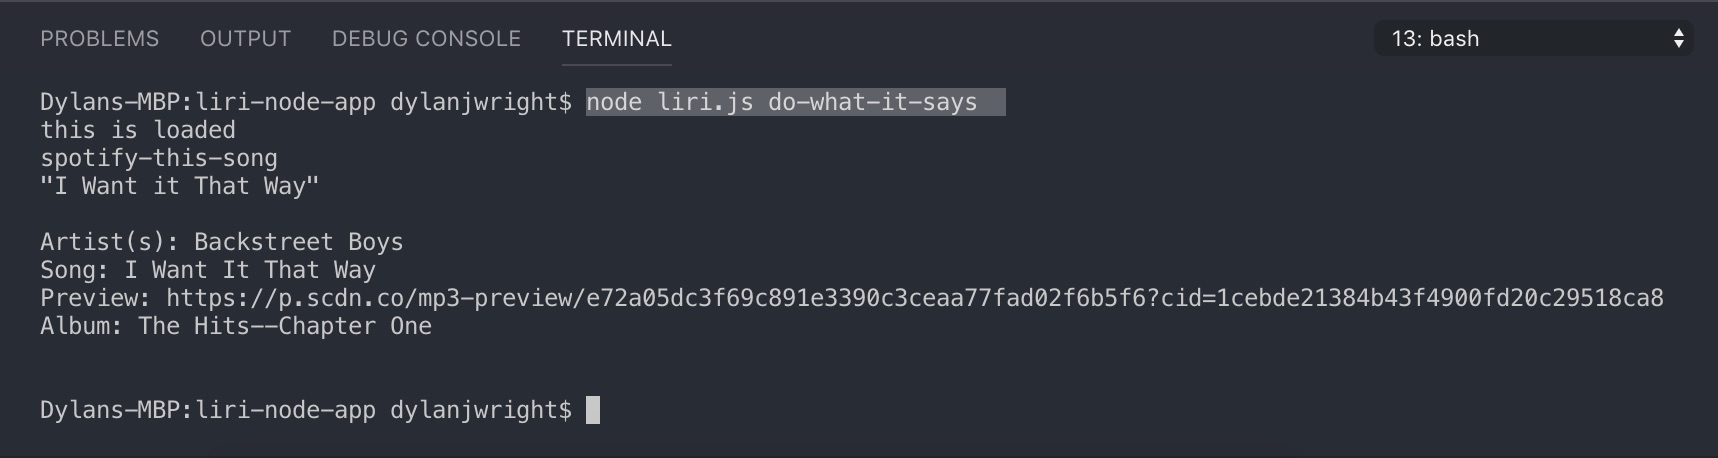 PROBLEMS OUTPUT DEBUG CONSOLE TERMINAL 13: bash
Dylans-MBP:liri-node-app dylanjwright$ node liri.js do-what-it-says
this is loaded
spotify-this-song
"I Want it That Way"
Artist(s): Backstreet Boys
Song: I Want It That Way
Preview: https://p.scdn.co/mp3-preview/e72a05dc3f69c891e3390c3ceaa77fad02f6b5f6?cid=1cebde21384b43f4900fd20c29518ca8
Album: The Hits--Chapter One
Dylans-MBP:liri-node-app dylanjwright$